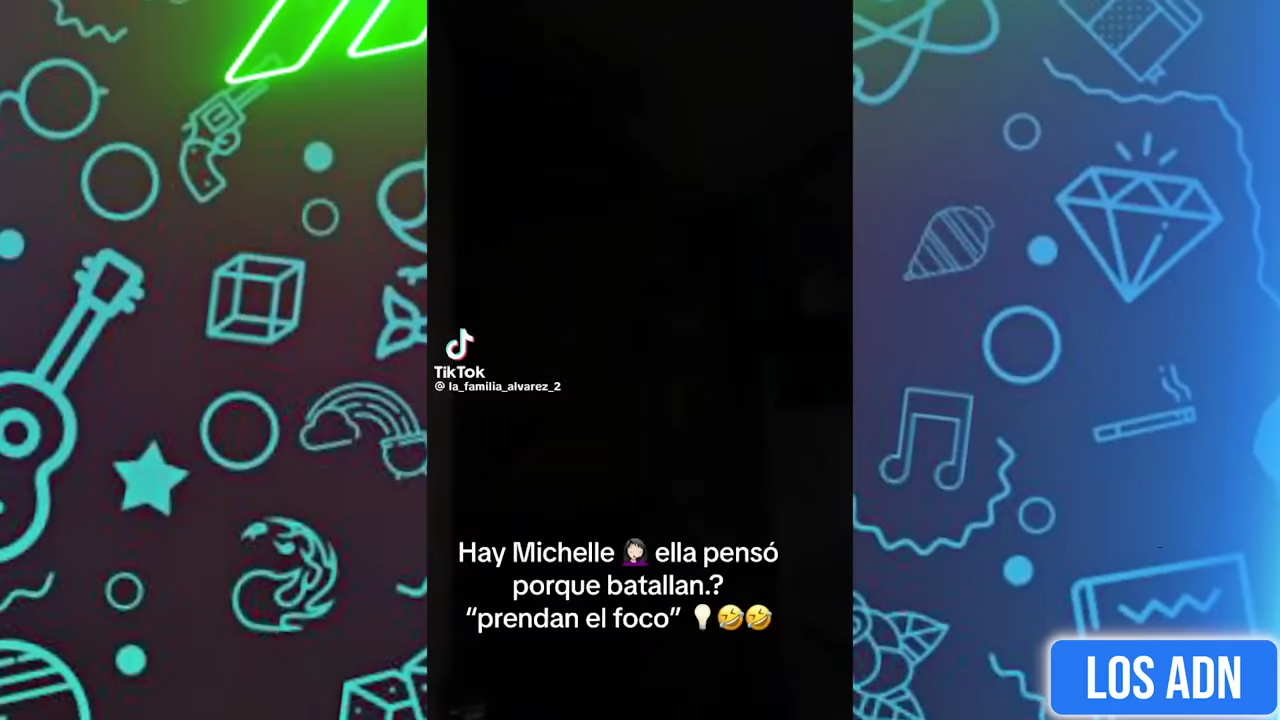 TikTok
@ la_familia_alvarez_2
Hay Michelle 🤦🏻‍♀️ ella pensó
porque batallan.?
“prendan el foco” 💡🤣🤣
LOS ADN